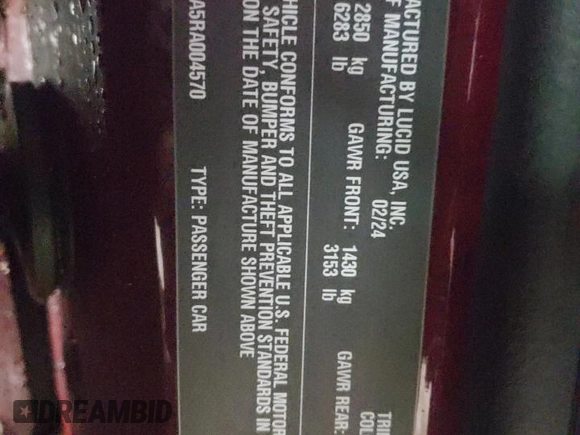 ACTURED BY LUCID USA, INC.
F MANUFACTURING: 02/24
2850 kg GAWR FRONT: 1430 kg GAWR REAR:
6283 lb 3153 lb
HICLE CONFORMS TO ALL APPLICABLE U.S. FEDERAL MOTOR
SAFETY, BUMPER AND THEFT PREVENTION STANDARDS IN
ON THE DATE OF MANUFACTURE SHOWN ABOVE
A5RA004570 TYPE: PASSENGER CAR
TRI
COL
DREAMBID